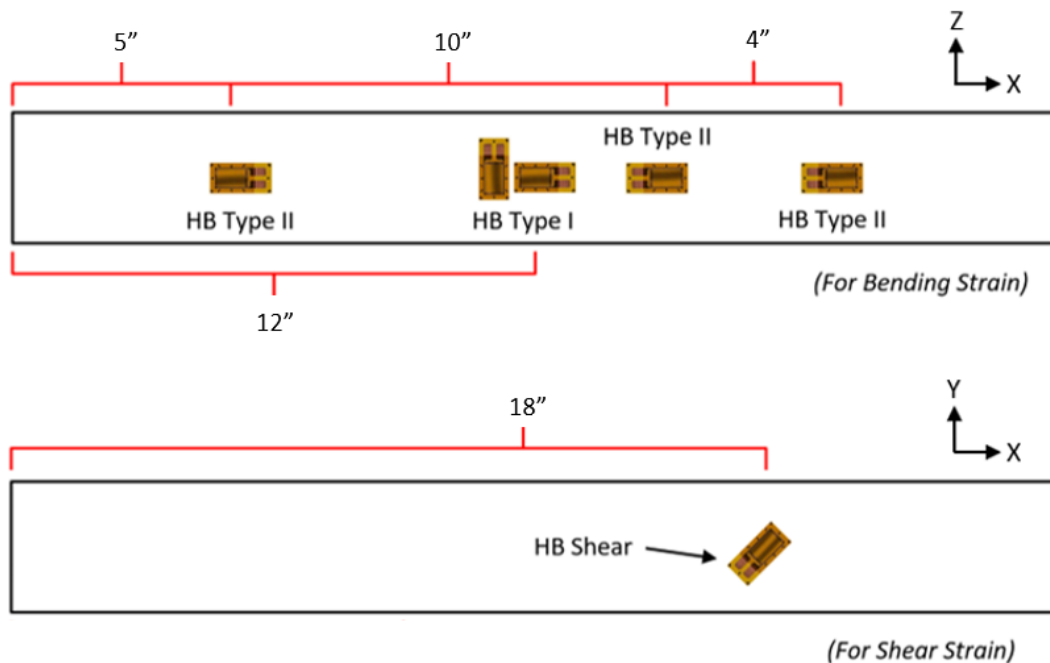 5” 10” 4”
Z
X
HB Type II
HB Type II HB Type I HB Type II
(For Bending Strain)
12”
18”
Y
X
HB Shear
(For Shear Strain)